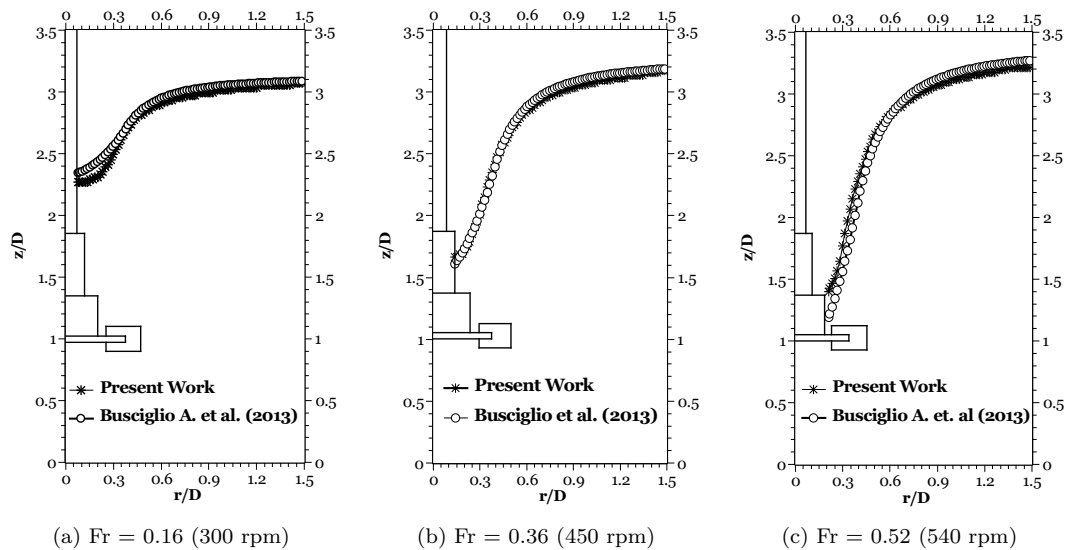 0 0.3 0.6 0.9 1.2 1.5
3.5 3.5
3 3
2.5 2.5
2 2
1.5 1.5
1 1
0.5 0.5
0 0
z/D
Present Work
Busciglio A. et al. (2013)
0 0.3 0.6 0.9 1.2 1.5
r/D
(a) Fr = 0.16 (300 rpm)
0 0.3 0.6 0.9 1.2 1.5
3.5 3.5
3 3
2.5 2.5
2 2
1.5 1.5
1 1
0.5 0.5
0 0
z/D
Present Work
Busciglio et al. (2013)
0 0.3 0.6 0.9 1.2 1.5
r/D
(b) Fr = 0.36 (450 rpm)
0 0.3 0.6 0.9 1.2 1.5
3.5 3.5
3 3
2.5 2.5
2 2
1.5 1.5
1 1
0.5 0.5
0 0
z/D
Present Work
Busciglio A. et. al (2013)
0 0.3 0.6 0.9 1.2 1.5
r/D
(c) Fr = 0.52 (540 rpm)